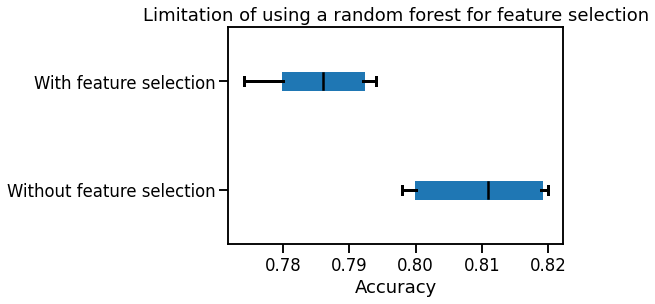 Limitation of using a random forest for feature selection
With feature selection
Without feature selection
0.78 0.79 0.80 0.81 0.82
Accuracy